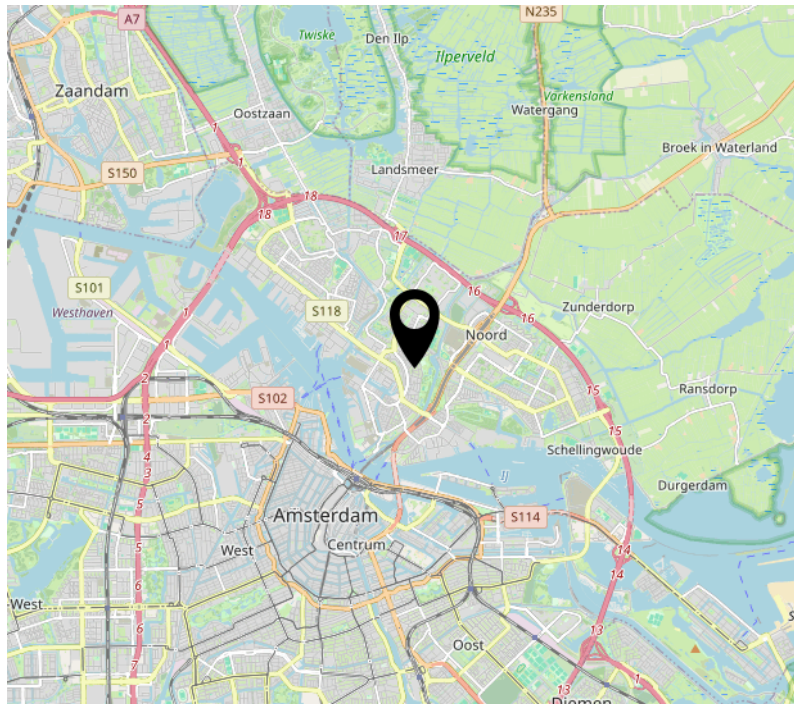 N235
A7
Twiske
Den Ilp
Ilperveld
Zaandam
Varkensland
Oostzaan
Watergang
1
Broek in Waterland
1
S150
Landsmeer
18
18
17
S101
16
Zunderdorp
Westhaven
1
S118
16
Noord
1
2
15
Ransdorp
S102
2
15
4
Schellingwoude
3
Ij
Durgerdam
5
Amsterdam
S114
Centrum
West
14
5
14
6
West
6
13
Oost
7
1
13
Diemen